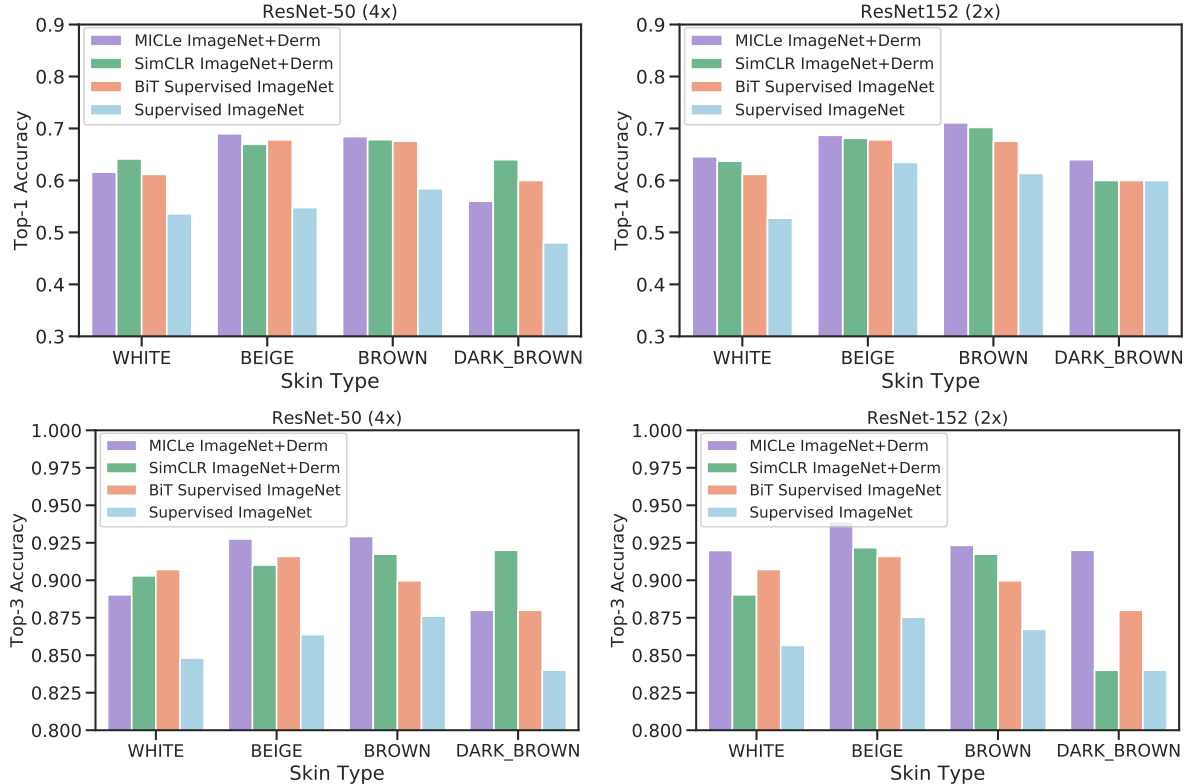 ResNet-50 (4x)
0.9
0.8
0.7
0.6
0.5
0.4
0.3
Top-1 Accuracy
MICLe ImageNet+Derm
SimCLR ImageNet+Derm
BiT Supervised ImageNet
Supervised ImageNet
WHITE BEIGE BROWN DARK_BROWN
Skin Type
ResNet152 (2x)
0.9
0.8
0.7
0.6
0.5
0.4
0.3
Top-1 Accuracy
MICLe ImageNet+Derm
SimCLR ImageNet+Derm
BiT Supervised ImageNet
Supervised ImageNet
WHITE BEIGE BROWN DARK_BROWN
Skin Type
ResNet-50 (4x)
1.000
0.975
0.950
0.925
0.900
0.875
0.850
0.825
0.800
Top-3 Accuracy
MICLe ImageNet+Derm
SimCLR ImageNet+Derm
BiT Supervised ImageNet
Supervised ImageNet
WHITE BEIGE BROWN DARK_BROWN
Skin Type
ResNet-152 (2x)
1.000
0.975
0.950
0.925
0.900
0.875
0.850
0.825
0.800
Top-3 Accuracy
MICLe ImageNet+Derm
SimCLR ImageNet+Derm
BiT Supervised ImageNet
Supervised ImageNet
WHITE BEIGE BROWN DARK_BROWN
Skin Type